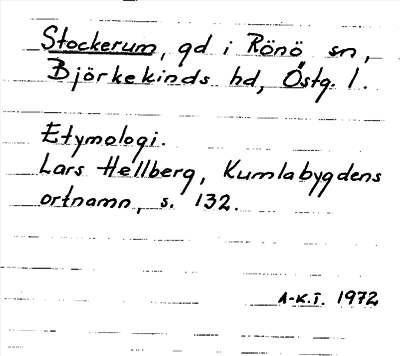 Stockerum, gd i Rönö sn,
Björkekinds hd, Östg. l.
Etymologi.
Lars Hellberg, Kumlabygdens
ortnamn, s. 132.
A-K.I. 1972